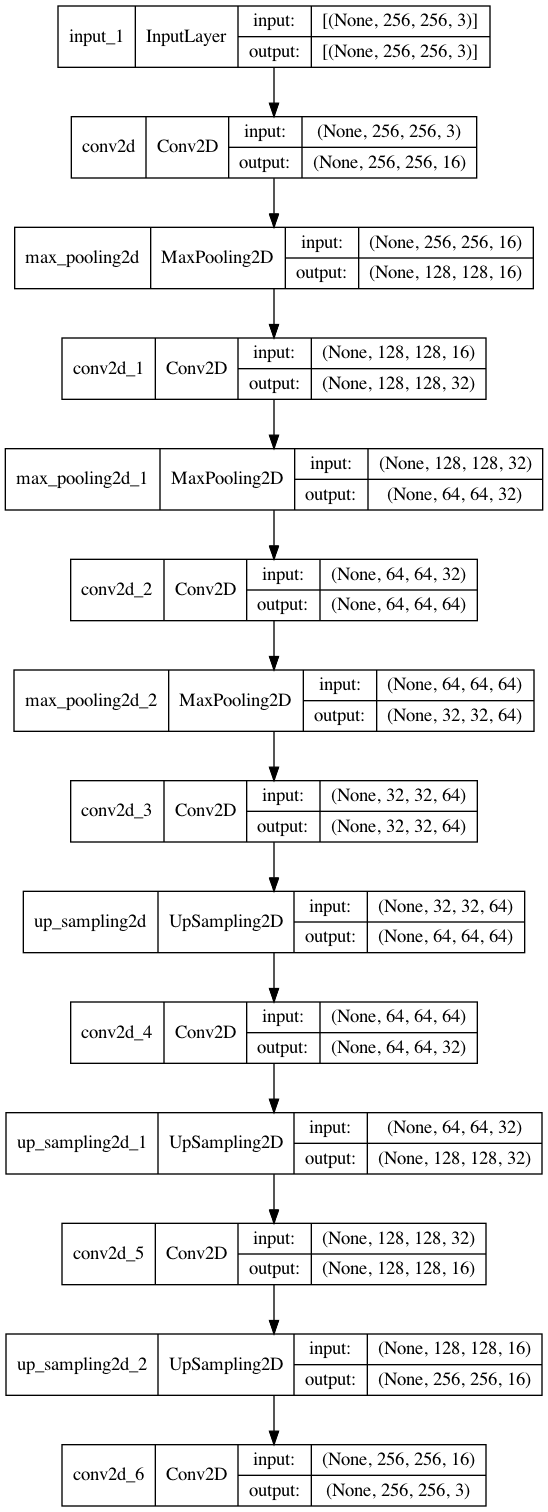 input_1 InputLayer input: [(None, 256, 256, 3)]
output: [(None, 256, 256, 3)]
conv2d Conv2D input: (None, 256, 256, 3)
output: (None, 256, 256, 16)
max_pooling2d MaxPooling2D input: (None, 256, 256, 16)
output: (None, 128, 128, 16)
conv2d_1 Conv2D input: (None, 128, 128, 16)
output: (None, 128, 128, 32)
max_pooling2d_1 MaxPooling2D input: (None, 128, 128, 32)
output: (None, 64, 64, 32)
conv2d_2 Conv2D input: (None, 64, 64, 32)
output: (None, 64, 64, 64)
max_pooling2d_2 MaxPooling2D input: (None, 64, 64, 64)
output: (None, 32, 32, 64)
conv2d_3 Conv2D input: (None, 32, 32, 64)
output: (None, 32, 32, 64)
up_sampling2d UpSampling2D input: (None, 32, 32, 64)
output: (None, 64, 64, 64)
conv2d_4 Conv2D input: (None, 64, 64, 64)
output: (None, 64, 64, 32)
up_sampling2d_1 UpSampling2D input: (None, 64, 64, 32)
output: (None, 128, 128, 32)
conv2d_5 Conv2D input: (None, 128, 128, 32)
output: (None, 128, 128, 16)
up_sampling2d_2 UpSampling2D input: (None, 128, 128, 16)
output: (None, 256, 256, 16)
conv2d_6 Conv2D input: (None, 256, 256, 16)
output: (None, 256, 256, 3)